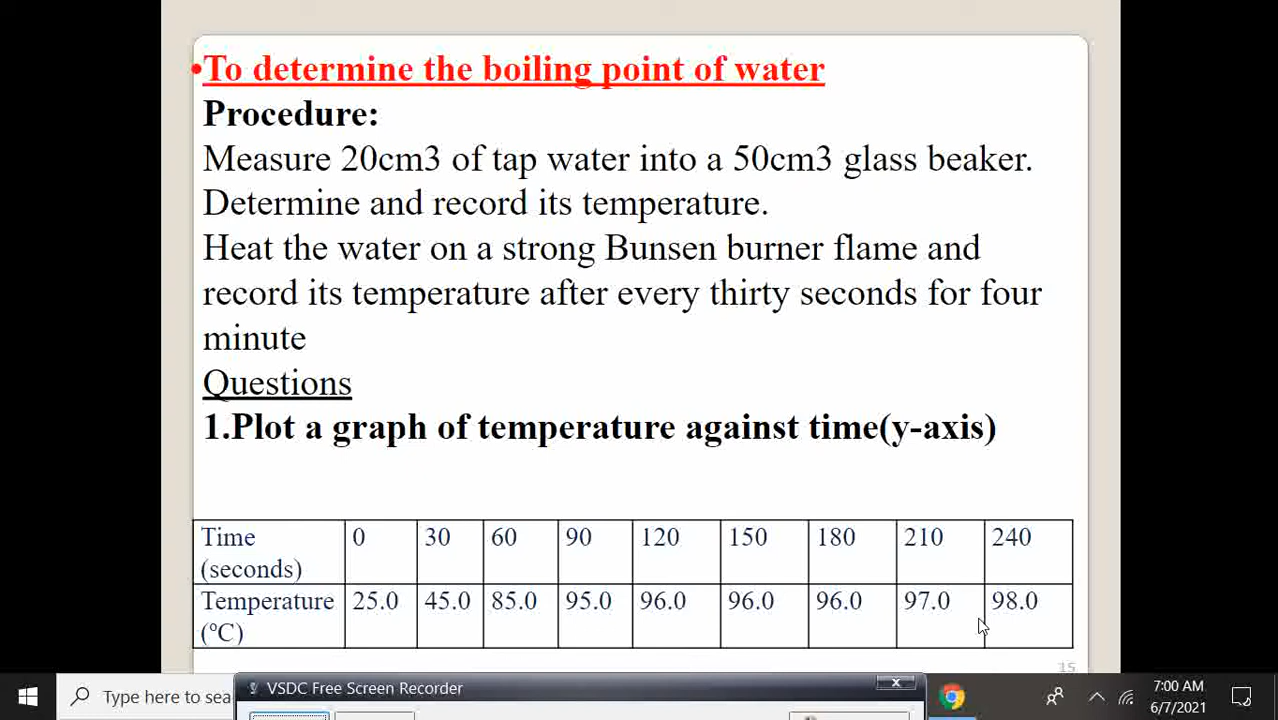 •To determine the boiling point of water
Procedure:
Measure 20cm3 of tap water into a 50cm3 glass beaker.
Determine and record its temperature.
Heat the water on a strong Bunsen burner flame and
record its temperature after every thirty seconds for four
minute
Questions
1.Plot a graph of temperature against time(y-axis)
Time (seconds) 0 30 60 90 120 150 180 210 240
Temperature (ºC) 25.0 45.0 85.0 95.0 96.0 96.0 96.0 97.0 98.0
15
Type here to sea
VSDC Free Screen Recorder
7:00 AM
6/7/2021